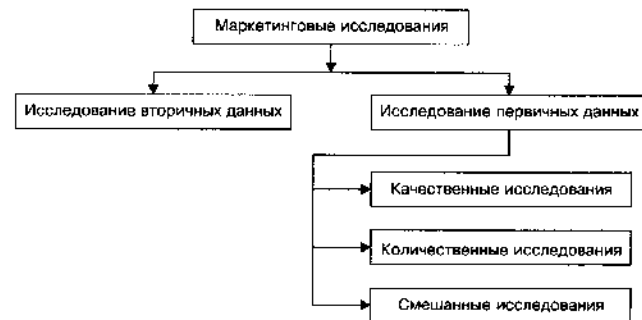 Маркетинговые исследования
Исследование вторичных данных
Исследование первичных данных
Качественные исследования
Количественные исследования
Смешанные исследования